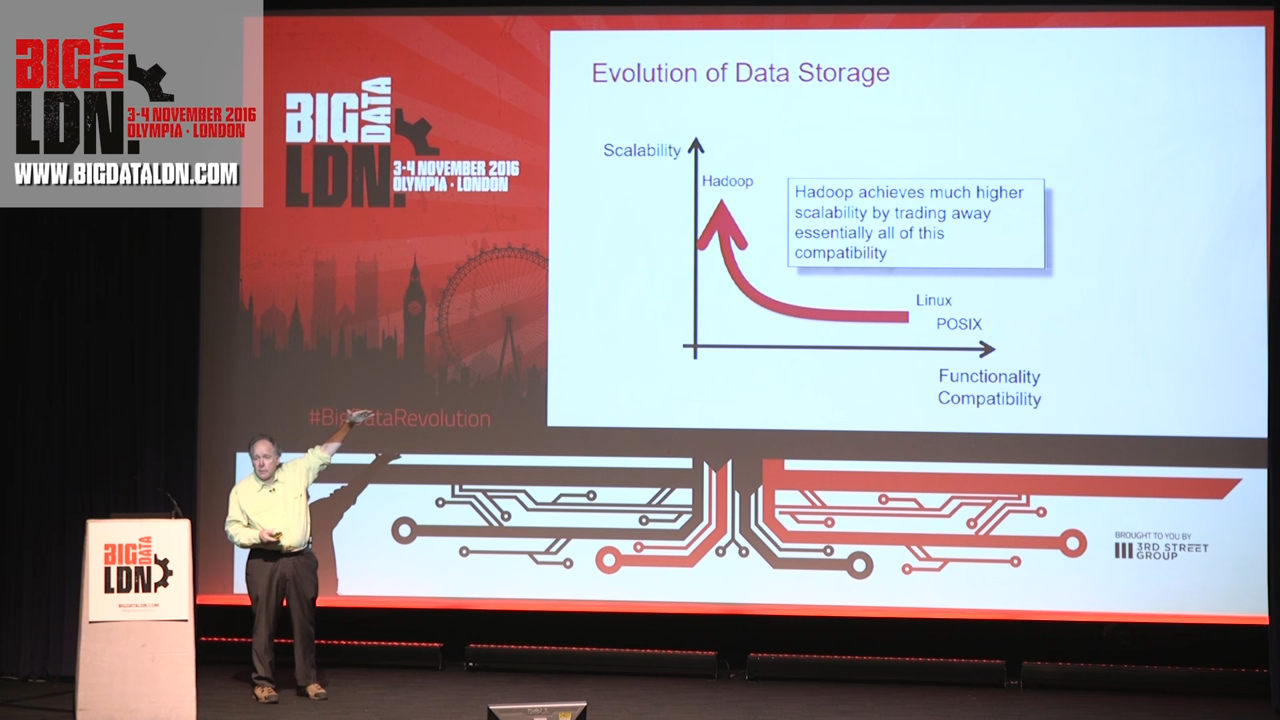 BIG DATA
LDN.
3-4 NOVEMBER 2016
OLYMPIA · LONDON
WWW.BIGDATALDN.COM
BIG DATA
LDN.
3-4 NOVEMBER 2016
OLYMPIA · LONDON
#BigDataRevolution
Evolution of Data Storage
Scalability
Hadoop
Hadoop achieves much higher
scalability by trading away
essentially all of this
compatibility
Linux
POSIX
Functionality
Compatibility
BROUGHT TO YOU BY
3RD STREET
GROUP
BIG DATA
LDN
BIGDATALDN.COM